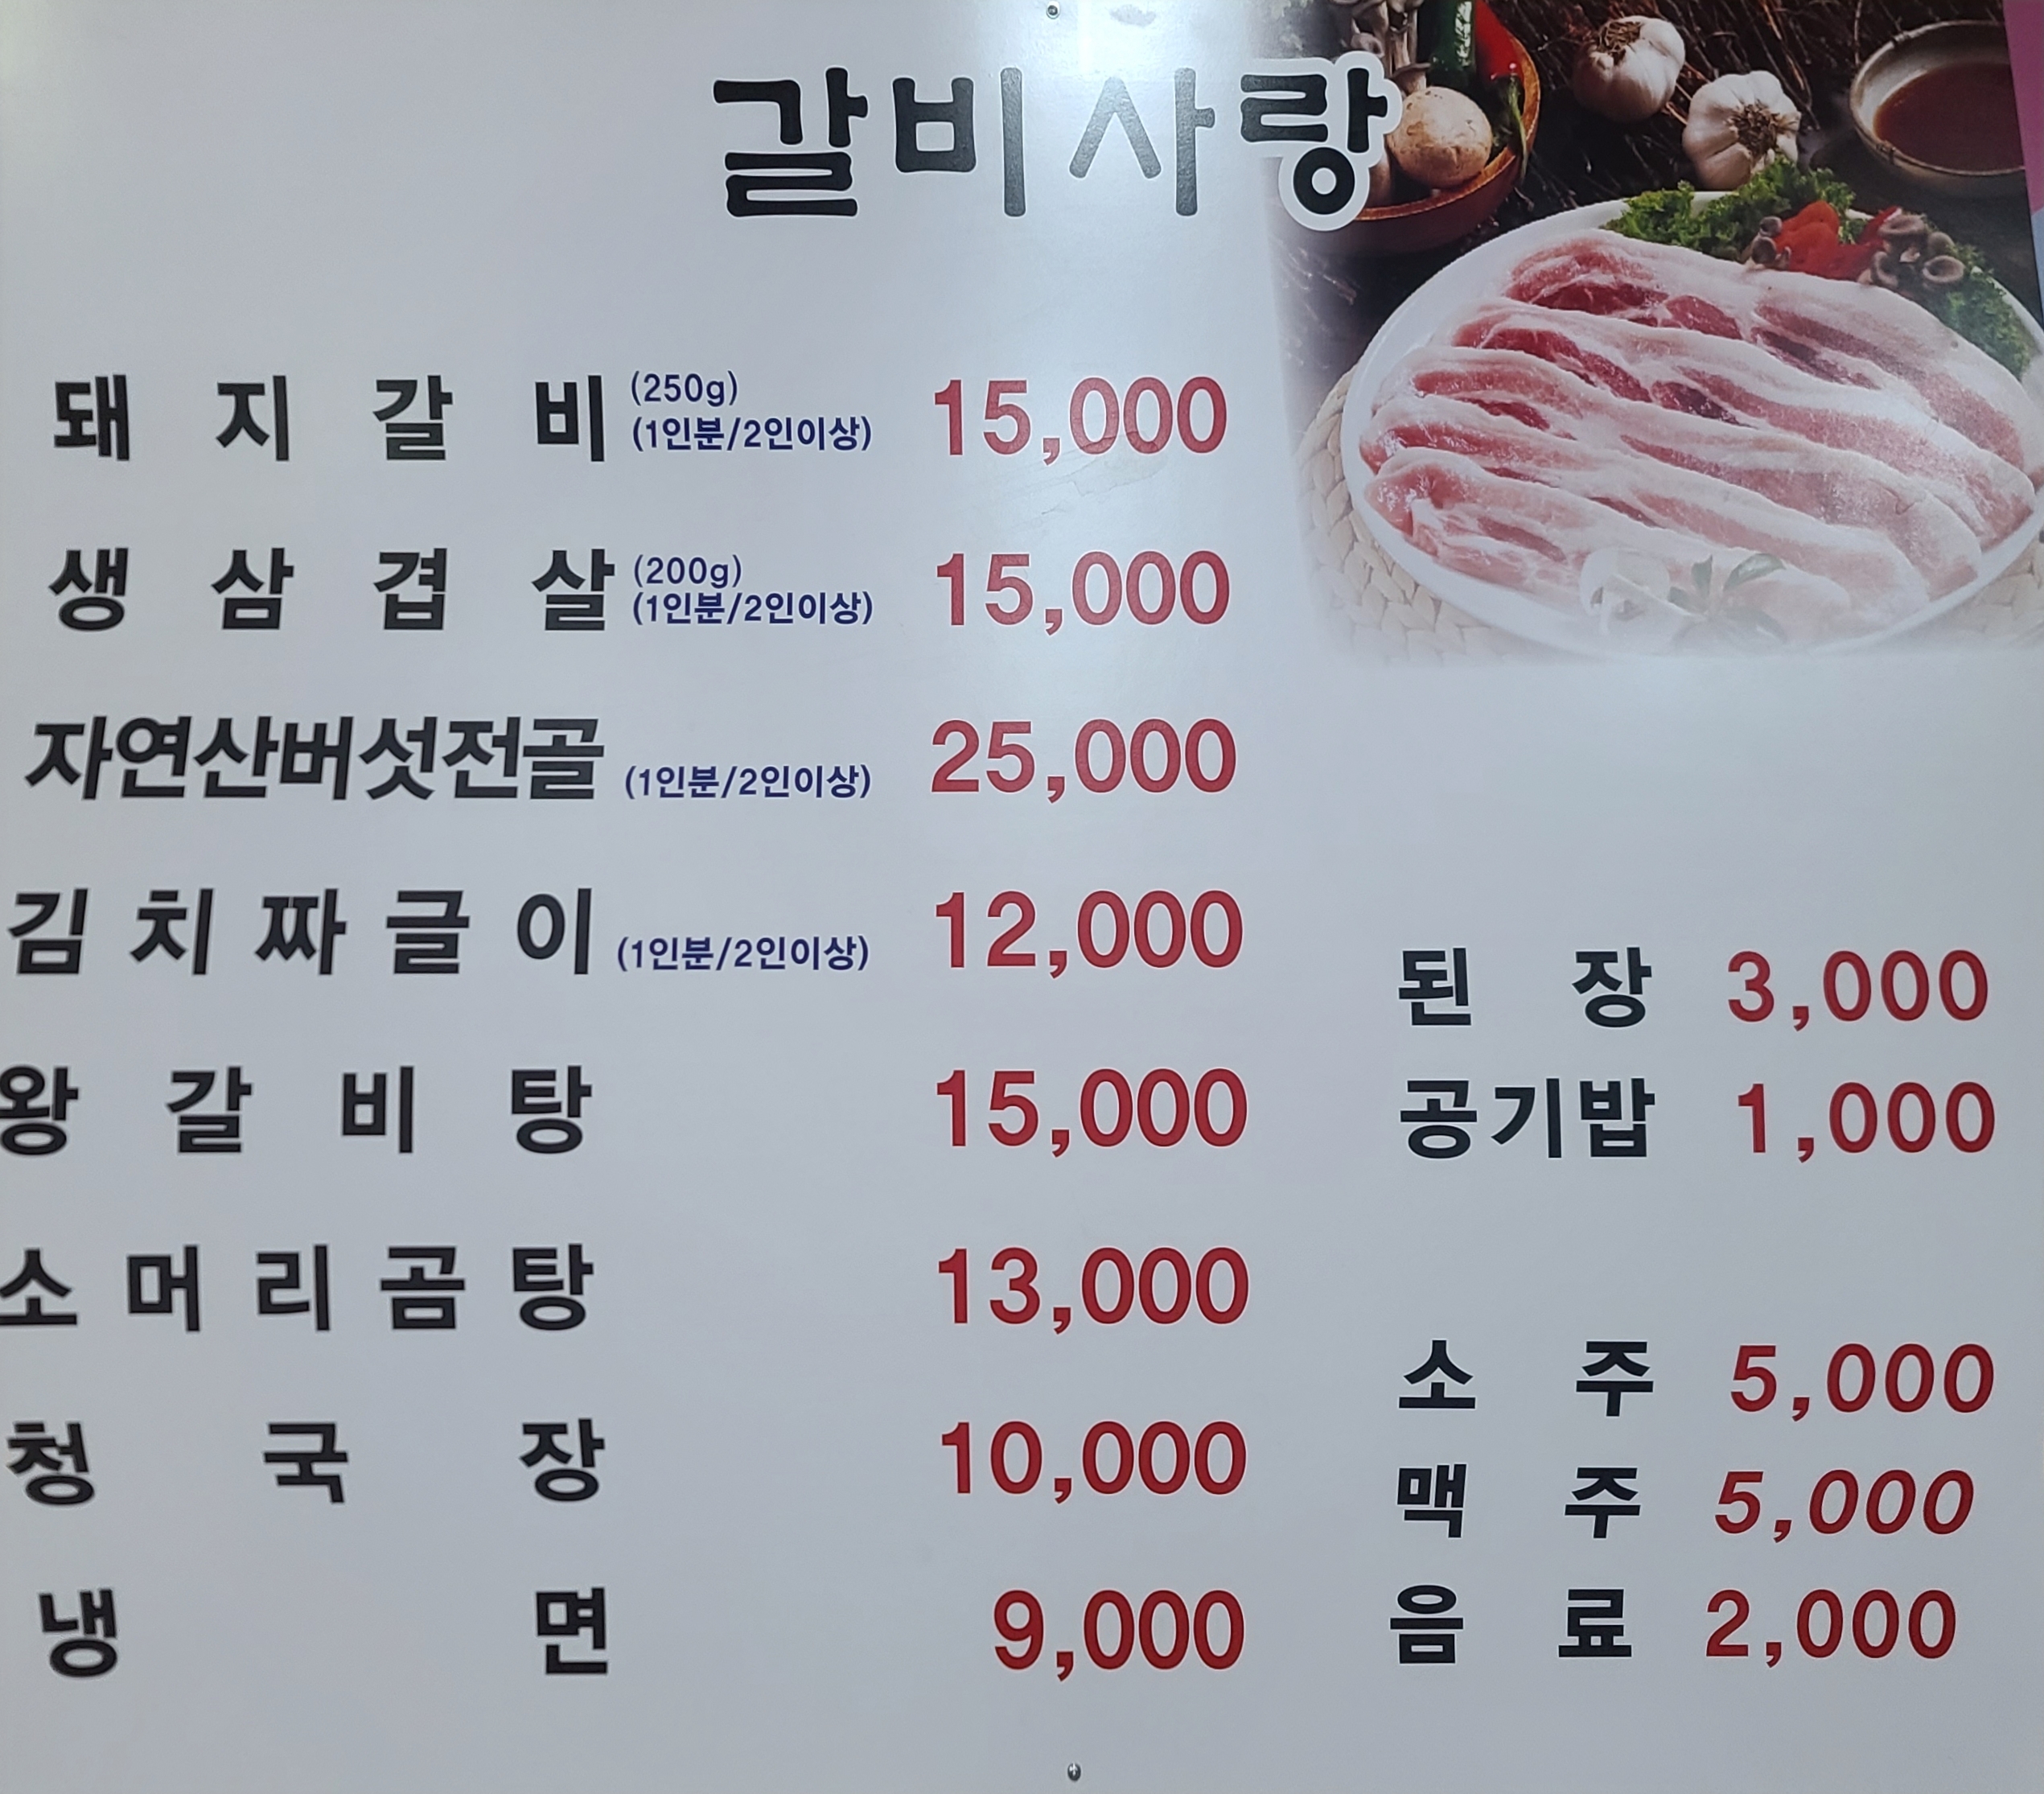 갈비사랑
돼지갈비 (250g) (1인분/2인이상) 15,000
생삼겹살 (200g) (1인분/2인이상) 15,000
자연산버섯전골 (1인분/2인이상) 25,000
김치짜글이 (1인분/2인이상) 12,000
왕갈비탕 15,000
소머리곰탕 13,000
청국장 10,000
냉면 9,000
된장 3,000
공기밥 1,000
소주 5,000
맥주 5,000
음료 2,000